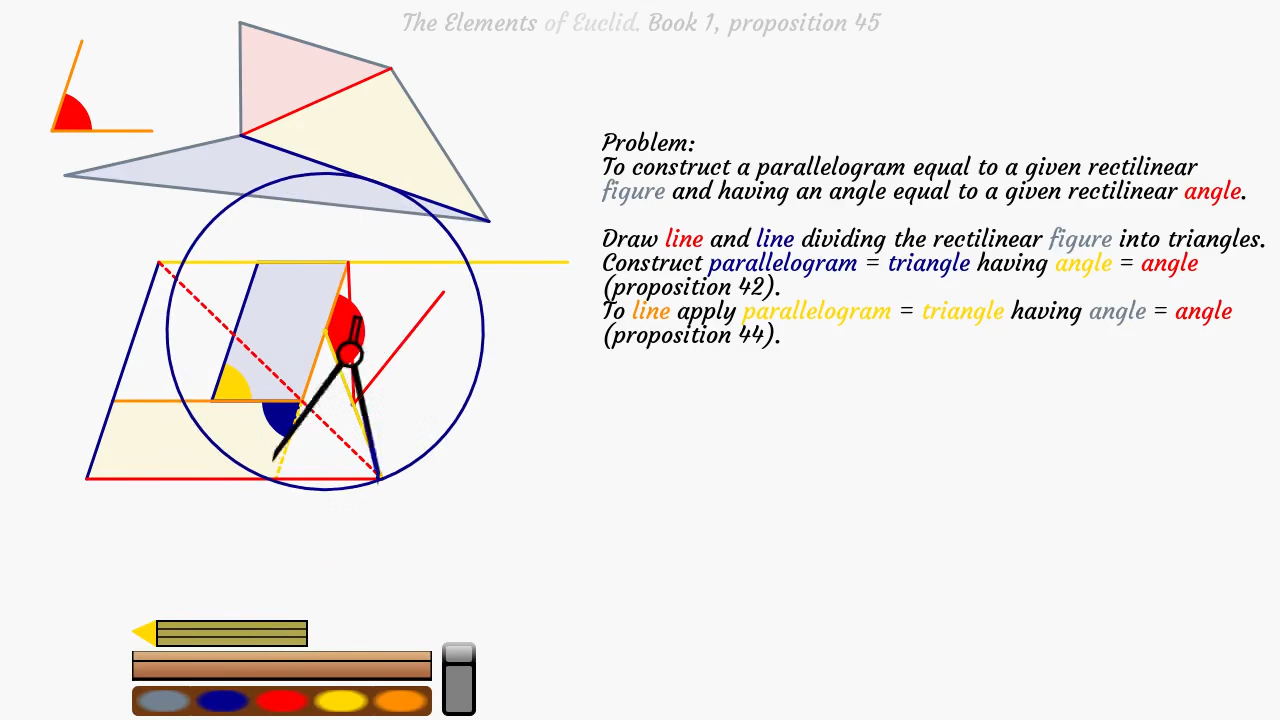 The Elements of Euclid. Book 1, proposition 45
Problem:
To construct a parallelogram equal to a given rectilinear
figure and having an angle equal to a given rectilinear angle.
Draw line and line dividing the rectilinear figure into triangles.
Construct parallelogram = triangle having angle = angle
(proposition 42).
To line apply parallelogram = triangle having angle = angle
(proposition 44).